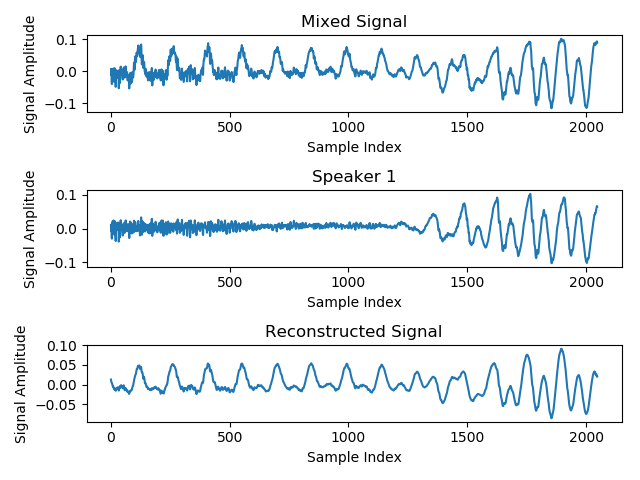 Mixed Signal
Signal Amplitude
0.1
0.0
−0.1
0 500 1000 1500 2000
Sample Index
Speaker 1
Signal Amplitude
0.1
0.0
−0.1
0 500 1000 1500 2000
Sample Index
Reconstructed Signal
Signal Amplitude
0.10
0.05
0.00
−0.05
0 500 1000 1500 2000
Sample Index